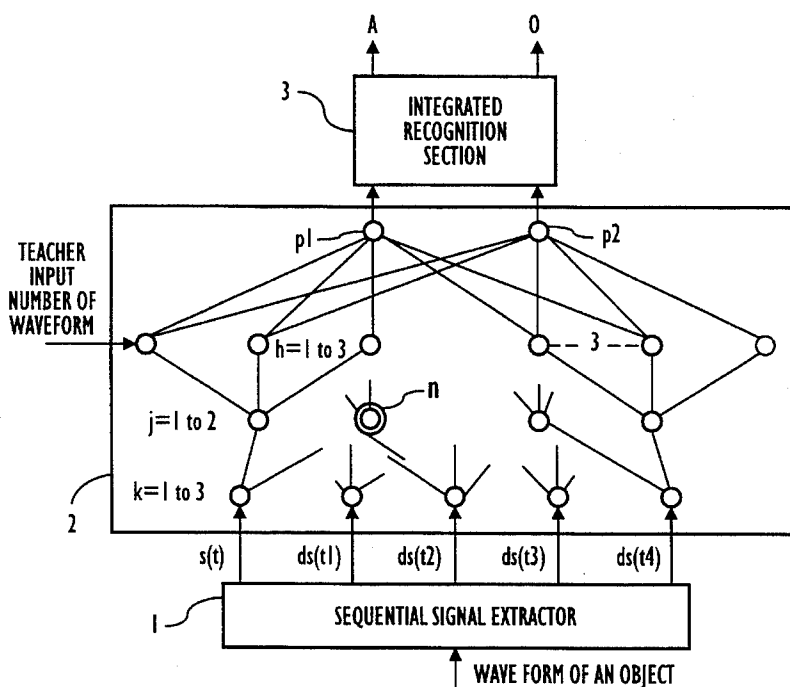 A O
3
INTEGRATED
RECOGNITION
SECTION
p1 p2
TEACHER
INPUT
NUMBER OF
WAVEFORM
h=1 to 3 3
n
j=1 to 2
k=1 to 3
2
s(t) ds(t1) ds(t2) ds(t3) ds(t4)
1 SEQUENTIAL SIGNAL EXTRACTOR
WAVE FORM OF AN OBJECT